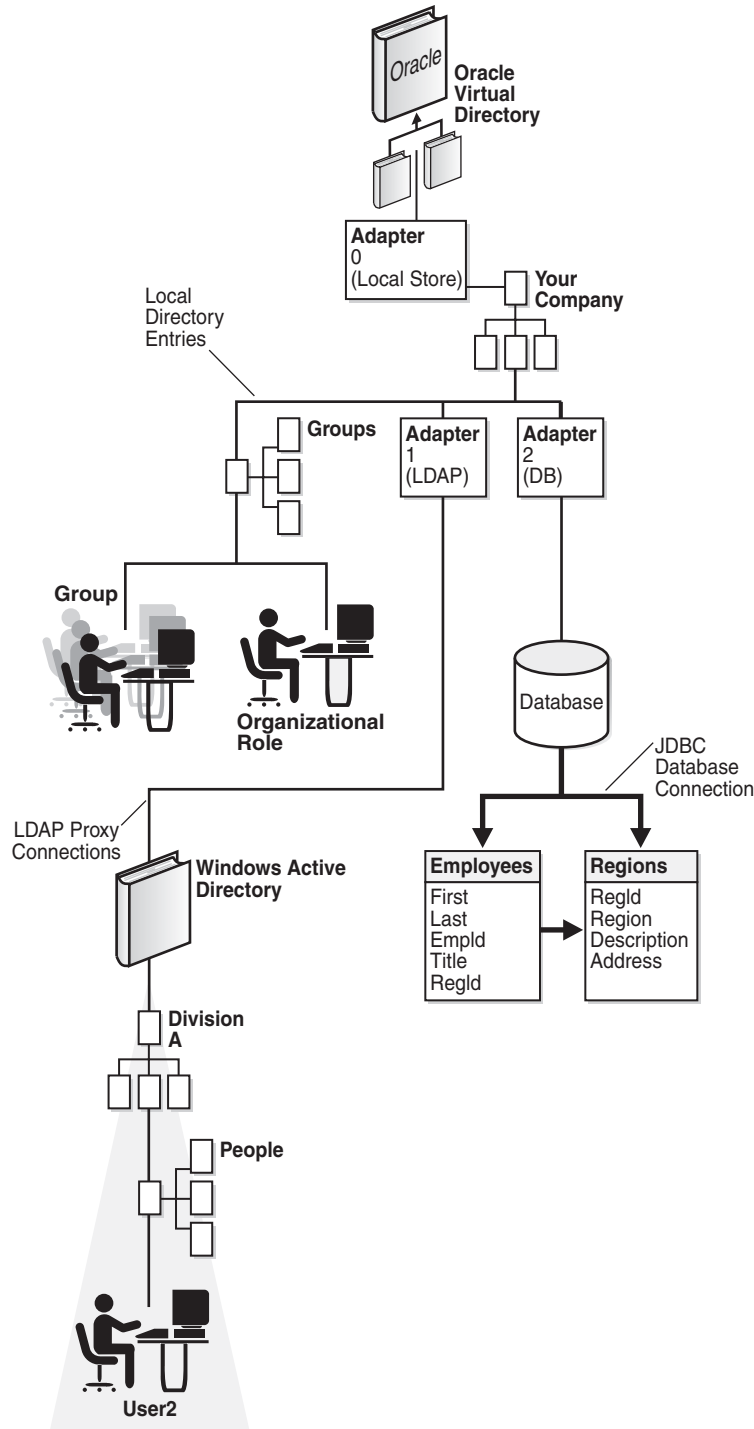 Oracle
Oracle
Virtual
Directory
Adapter
0
(Local Store)
Your
Company
Local
Directory
Entries
Groups
Adapter
1
(LDAP)
Adapter
2
(DB)
Group
Organizational
Role
Database
JDBC
Database
Connection
LDAP Proxy
Connections
Windows Active
Directory
Employees
First
Last
EmpId
Title
RegId
Regions
RegId
Region
Description
Address
Division
A
People
User2